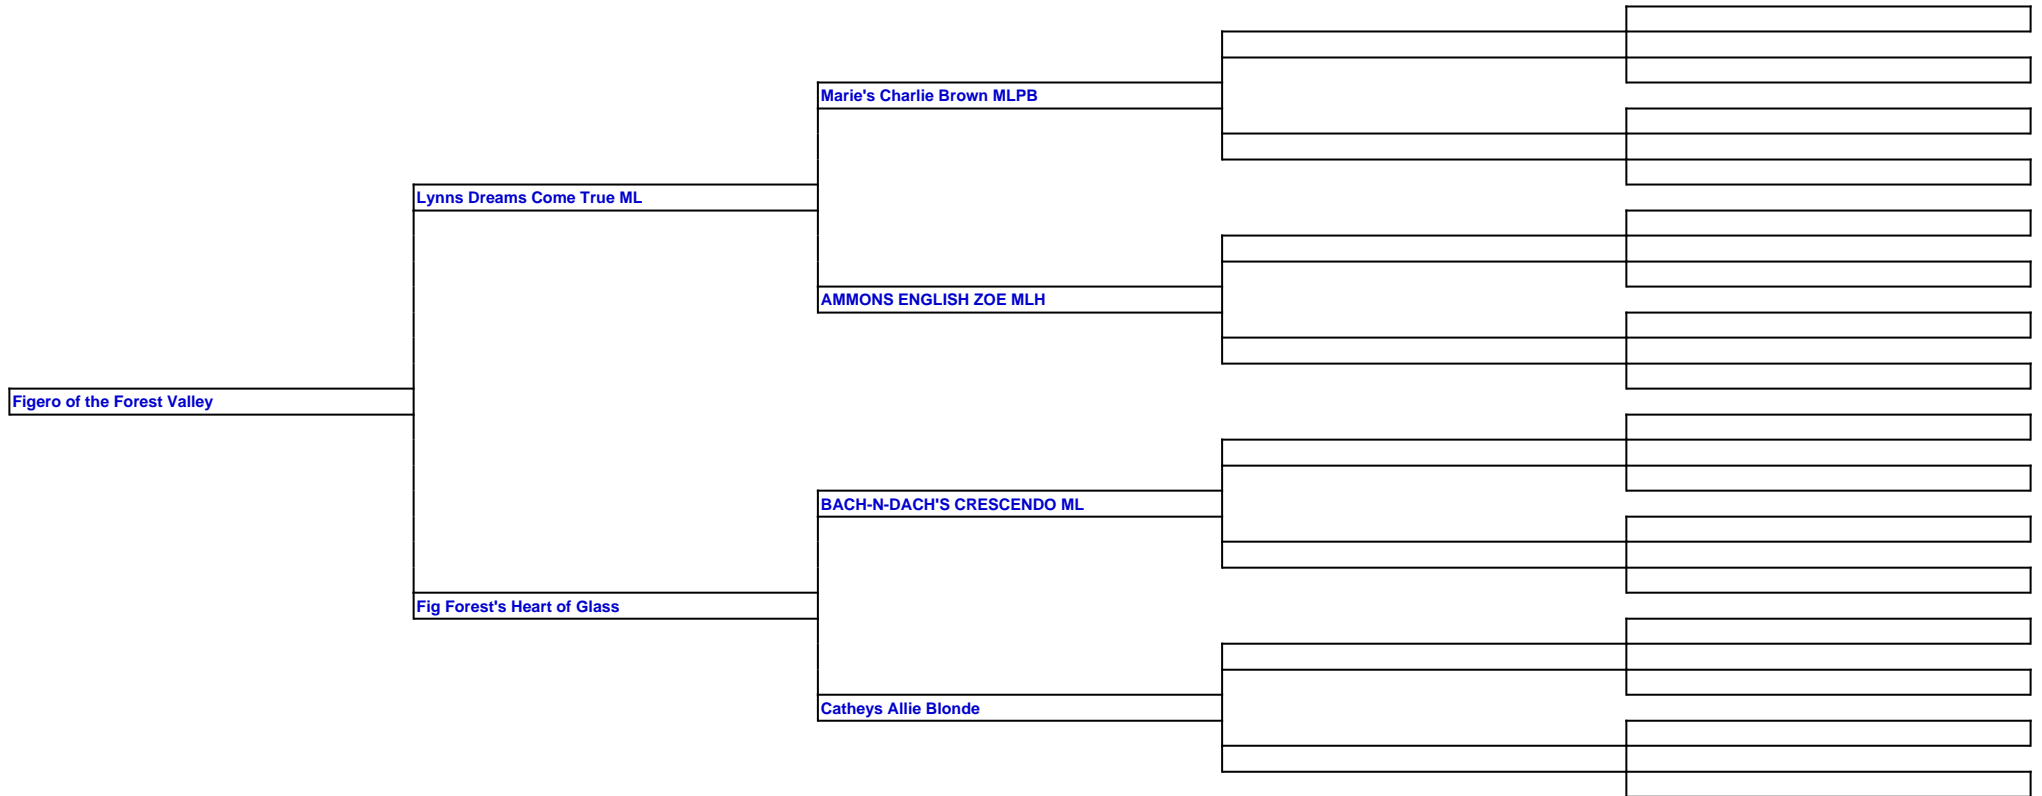 Marie's Charlie Brown MLPB
Lynns Dreams Come True ML
AMMONS ENGLISH ZOE MLH
Figero of the Forest Valley
BACH-N-DACH'S CRESCENDO ML
Fig Forest's Heart of Glass
Catheys Allie Blonde